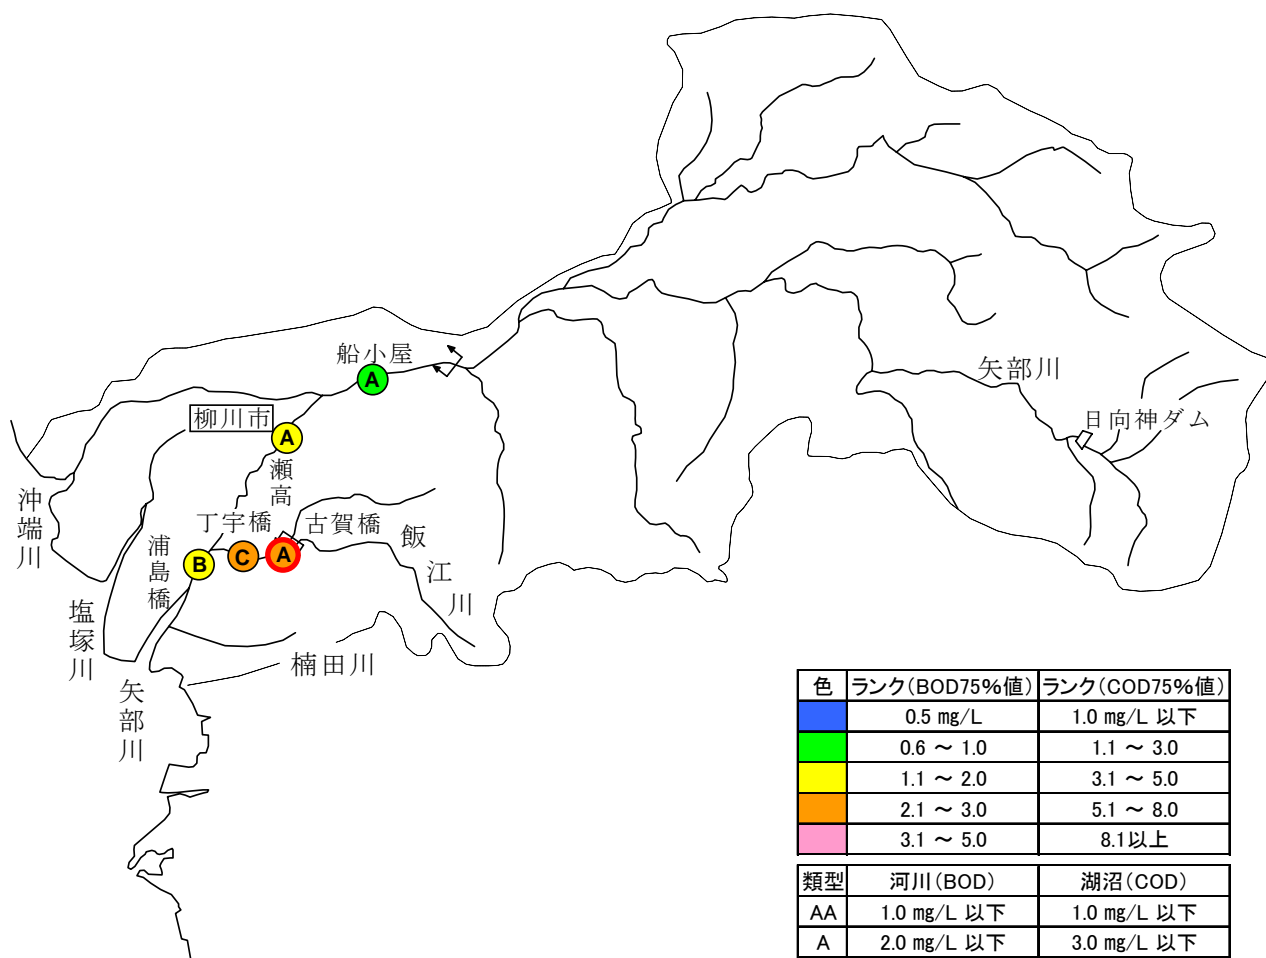 船小屋
A
柳川市
A
瀬高
矢部川
日向神ダム
沖端川
丁字橋
古賀橋
飯江川
浦島橋
B
C
A
塩塚川
楠田川
矢部川
色 ランク(BOD75%値) ランク(COD75%値)
0.5 ㎎/L 1.0 ㎎/L 以下
0.6 ～ 1.0 1.1 ～ 3.0
1.1 ～ 2.0 3.1 ～ 5.0
2.1 ～ 3.0 5.1 ～ 8.0
3.1 ～ 5.0 8.1以上
類型 河川(BOD) 湖沼(COD)
AA 1.0 ㎎/L 以下 1.0 ㎎/L 以下
A 2.0 ㎎/L 以下 3.0 ㎎/L 以下